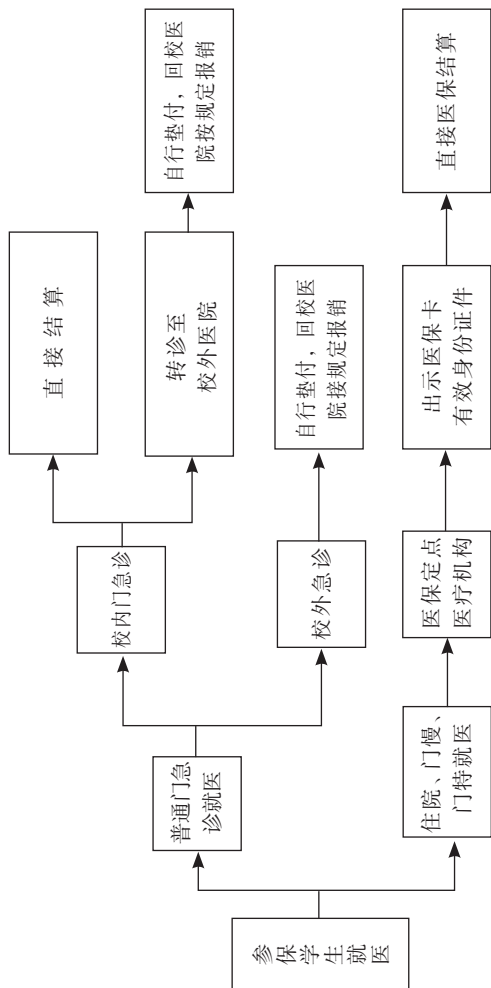 参保
学生
就医
普通门急
诊就医
校内门急诊
直接结算
转诊至
校外医院
自行垫付，回校医
院按规定报销
校外急诊
自行垫付，回校医
院接规定报销
住院、门慢、
门特就医
医保定点
医疗机构
出示医保卡
有效身份证件
直接医保结算